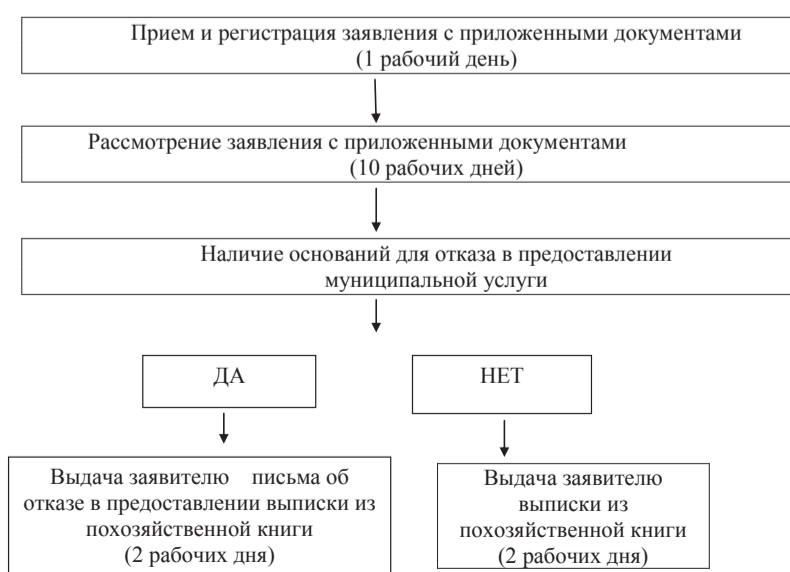 Прием и регистрация заявления с приложенными документами
(1 рабочий день)
Рассмотрение заявления с приложенными документами
(10 рабочих дней)
Наличие оснований для отказа в предоставлении
муниципальной услуги
ДА
НЕТ
Выдача заявителю письма об
отказе в предоставлении выписки из
похозяйственной книги
(2 рабочих дня)
Выдача заявителю
выписки из
похозяйственной книги
(2 рабочих дня)